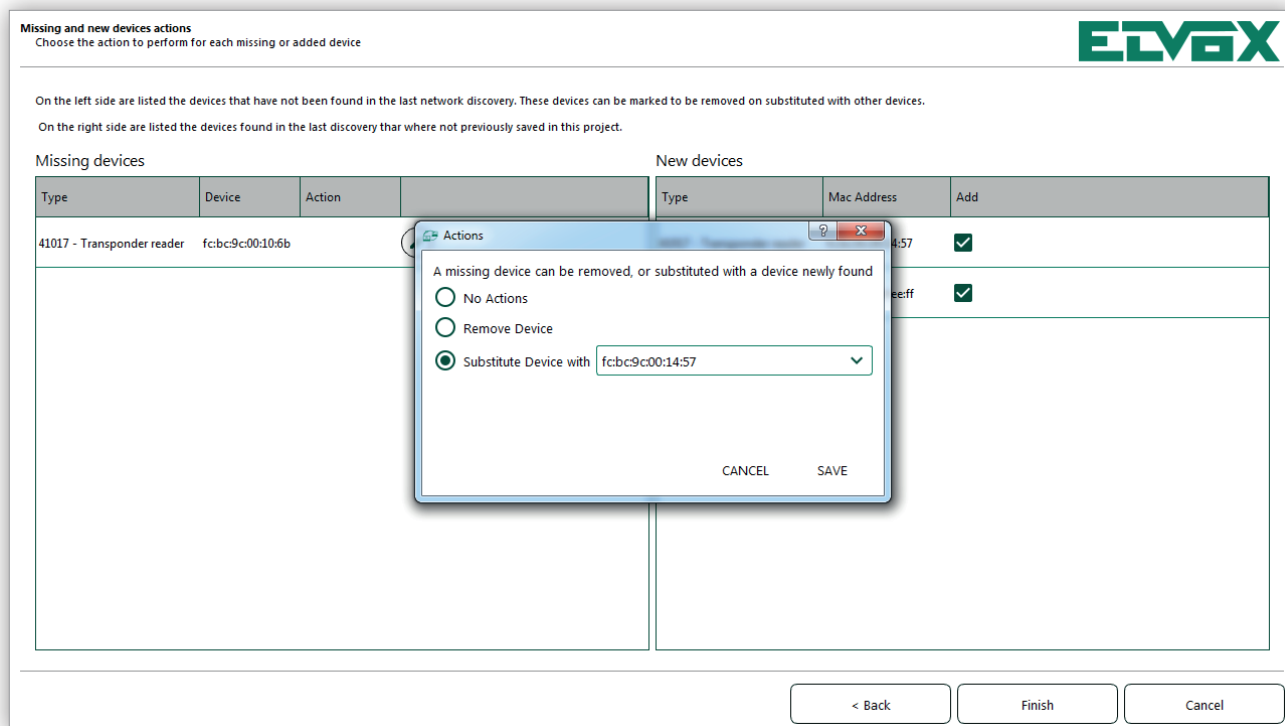 Missing and new devices actions
Choose the action to perform for each missing or added device
ELVOX
On the left side are listed the devices that have not been found in the last network discovery. These devices can be marked to be removed on substituted with other devices.
On the right side are listed the devices found in the last discovery thar where not previously saved in this project.
Missing devices
New devices
Type Device Action
Type Mac Address Add
41017 - Transponder reader fc:bc:9c:00:10:6b
4:57
ee:ff
Actions
?
A missing device can be removed, or substituted with a device newly found
No Actions
Remove Device
Substitute Device with fc:bc:9c:00:14:57
CANCEL SAVE
< Back Finish Cancel